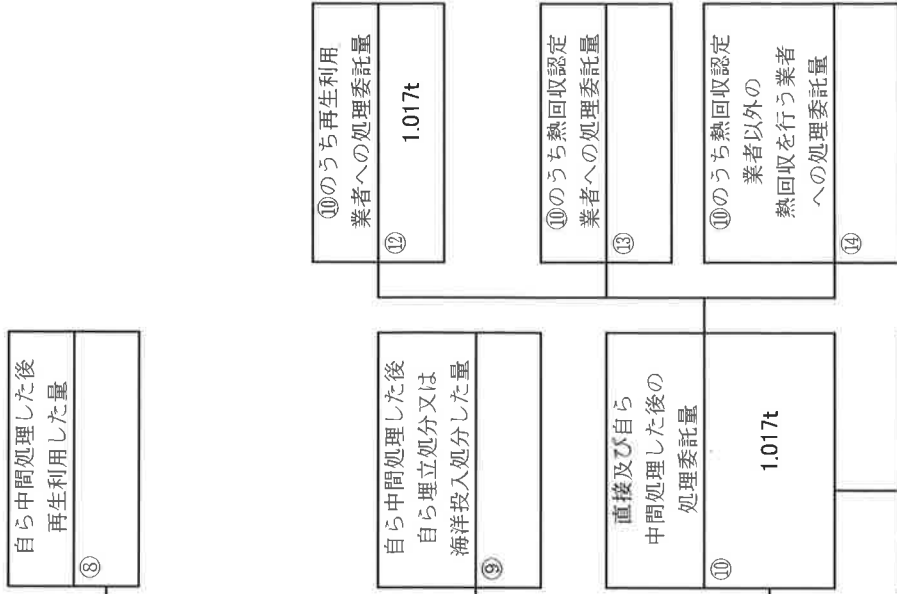 自ら中間処理した後
再生利用した量
⑧
自ら中間処理した後
自ら埋立処分又は
海洋投入処分した量
⑨
直接及び自ら
中間処理した後の
処理委託量
⑩
1.017t
⑩のうち再生利用
業者への処理委託量
⑫
1.017t
⑩のうち熱回収認定
業者への処理委託量
⑬
⑩のうち熱回収認定
業者以外の
熱回収を行う業者
への処理委託量
⑭